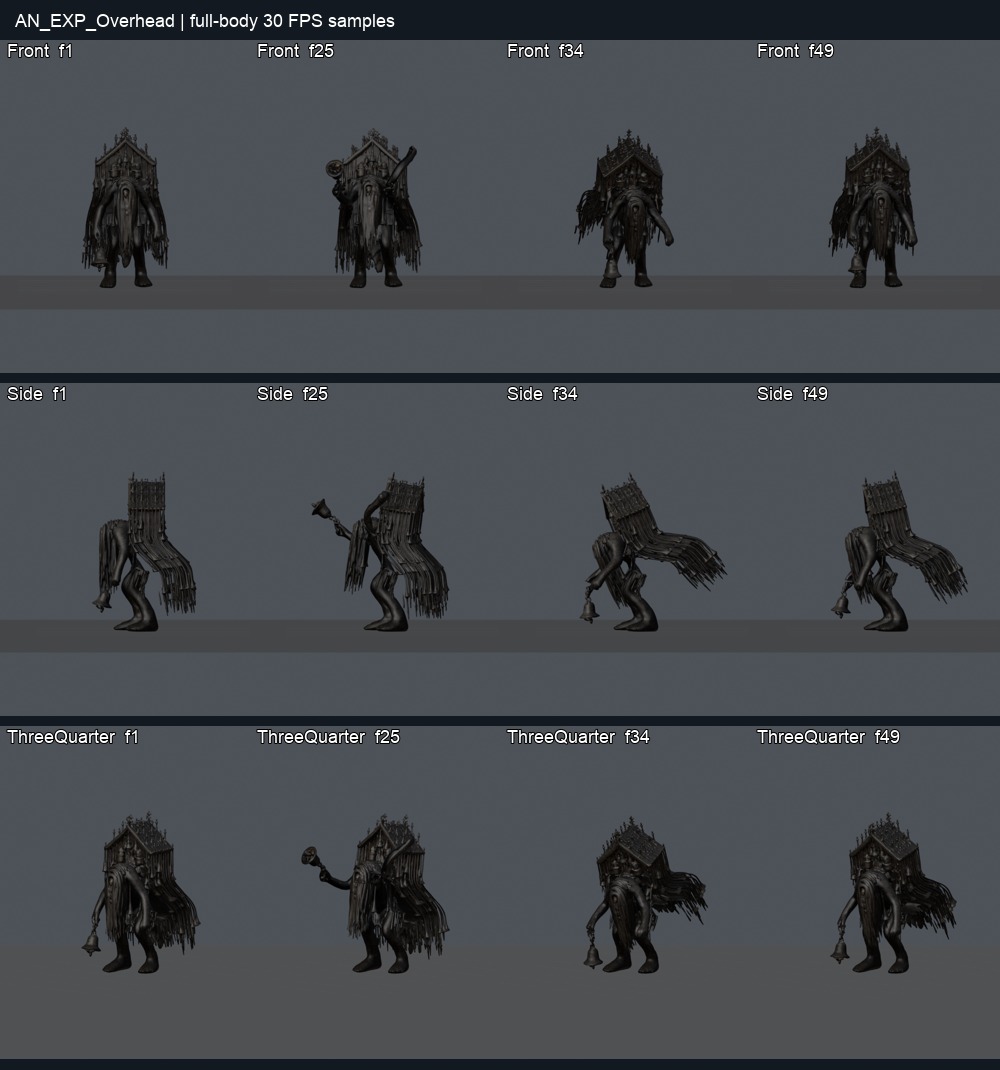 AN_EXP_Overhead | full-body 30 FPS samples
Front f1
Front f25
Front f34
Front f49
Side f1
Side f25
Side f34
Side f49
ThreeQuarter f1
ThreeQuarter f25
ThreeQuarter f34
ThreeQuarter f49